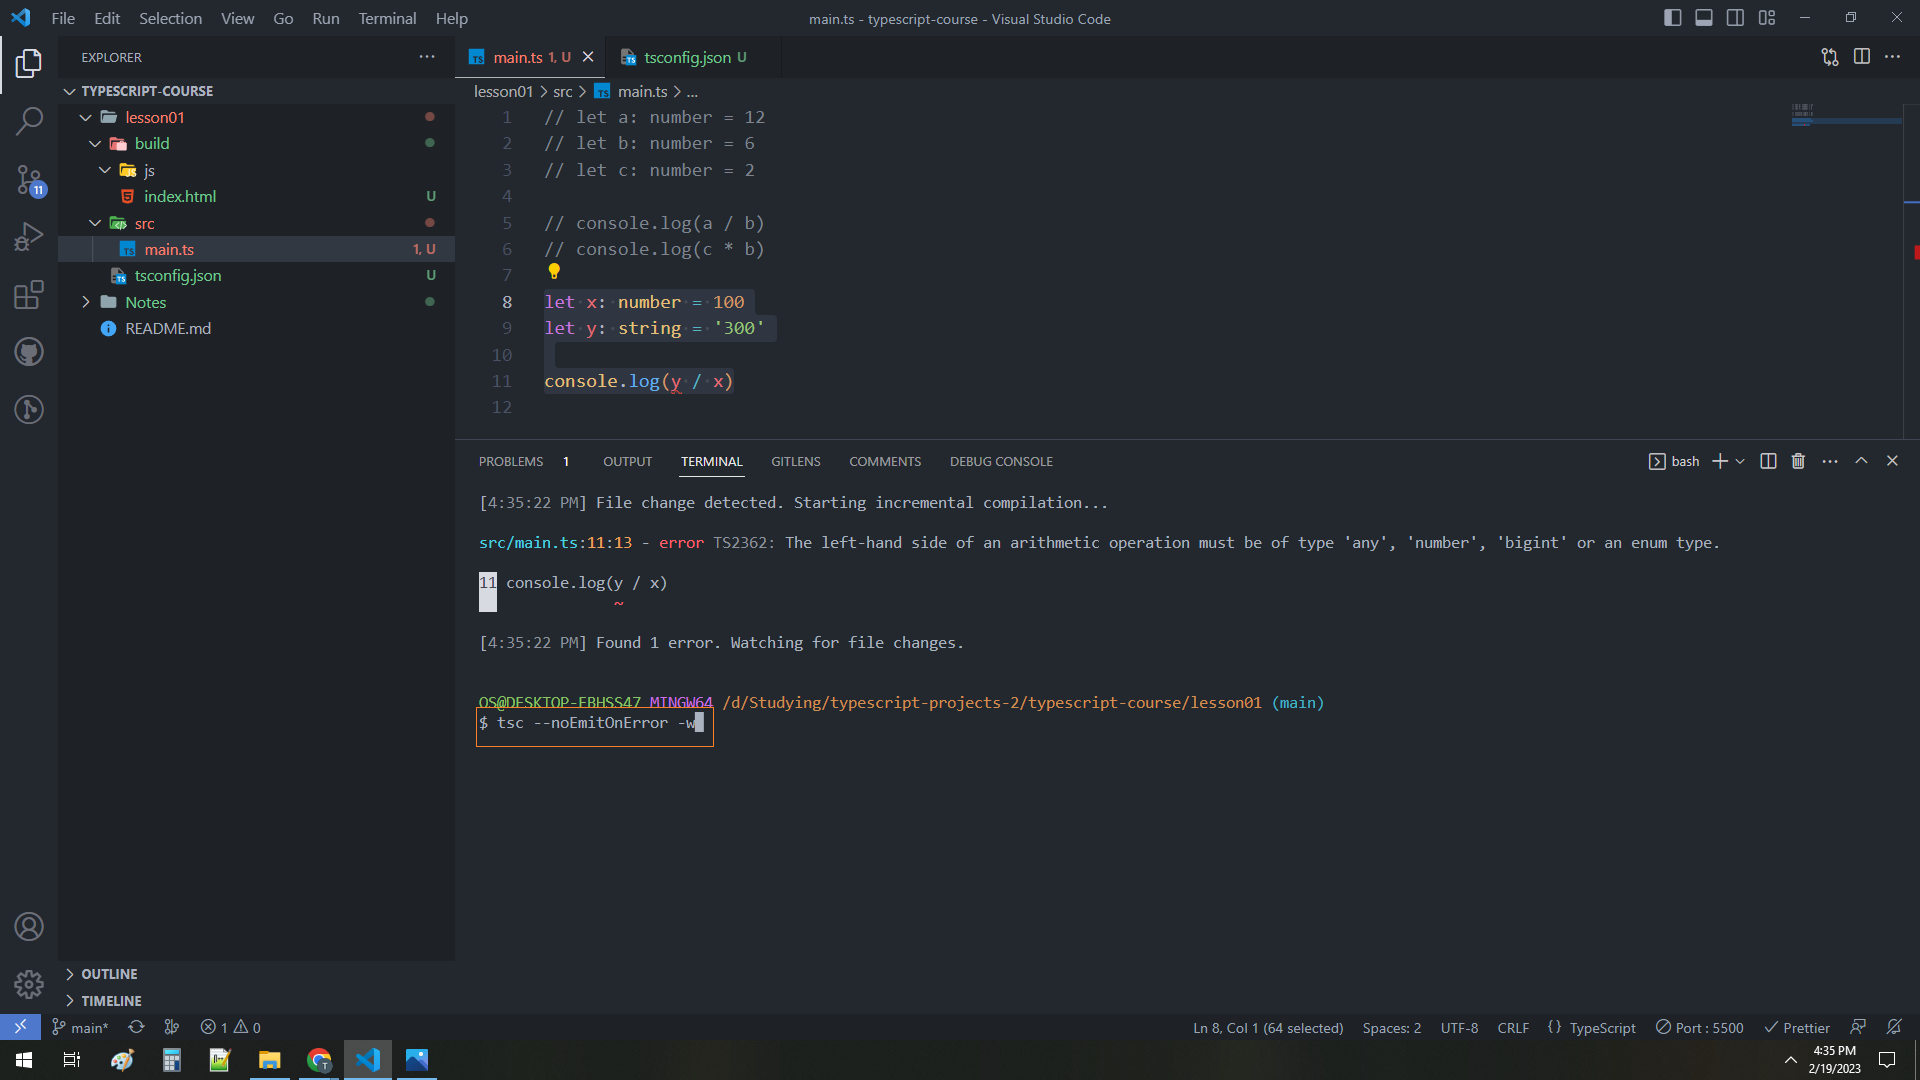 File Edit Selection View Go Run Terminal Help
main.ts - typescript-course - Visual Studio Code
EXPLORER
main.ts 1, U
tsconfig.json U
TYPESCRIPT-COURSE
lesson01
build
js
index.html U
src
main.ts 1, U
tsconfig.json U
Notes
README.md
11
lesson01 > src > TS main.ts > ...
1 // let a: number = 12
2 // let b: number = 6
3 // let c: number = 2
4
5 // console.log(a / b)
6 // console.log(c * b)
7
8 let x: number = 100
9 let y: string = '300'
10
11 console.log(y / x)
12
PROBLEMS 1 OUTPUT TERMINAL GITLENS COMMENTS DEBUG CONSOLE
bash
[4:35:22 PM] File change detected. Starting incremental compilation...
src/main.ts:11:13 - error TS2362: The left-hand side of an arithmetic operation must be of type 'any', 'number', 'bigint' or an enum type.
11 console.log(y / x)
~
[4:35:22 PM] Found 1 error. Watching for file changes.
OS@DESKTOP-FBHSS47 MINGW64 /d/Studying/typescript-projects-2/typescript-course/lesson01 (main)
$ tsc --noEmitOnError -w
OUTLINE
TIMELINE
main* 1 0
Ln 8, Col 1 (64 selected) Spaces: 2 UTF-8 CRLF {} TypeScript Port : 5500 Prettier
4:35 PM
2/19/2023